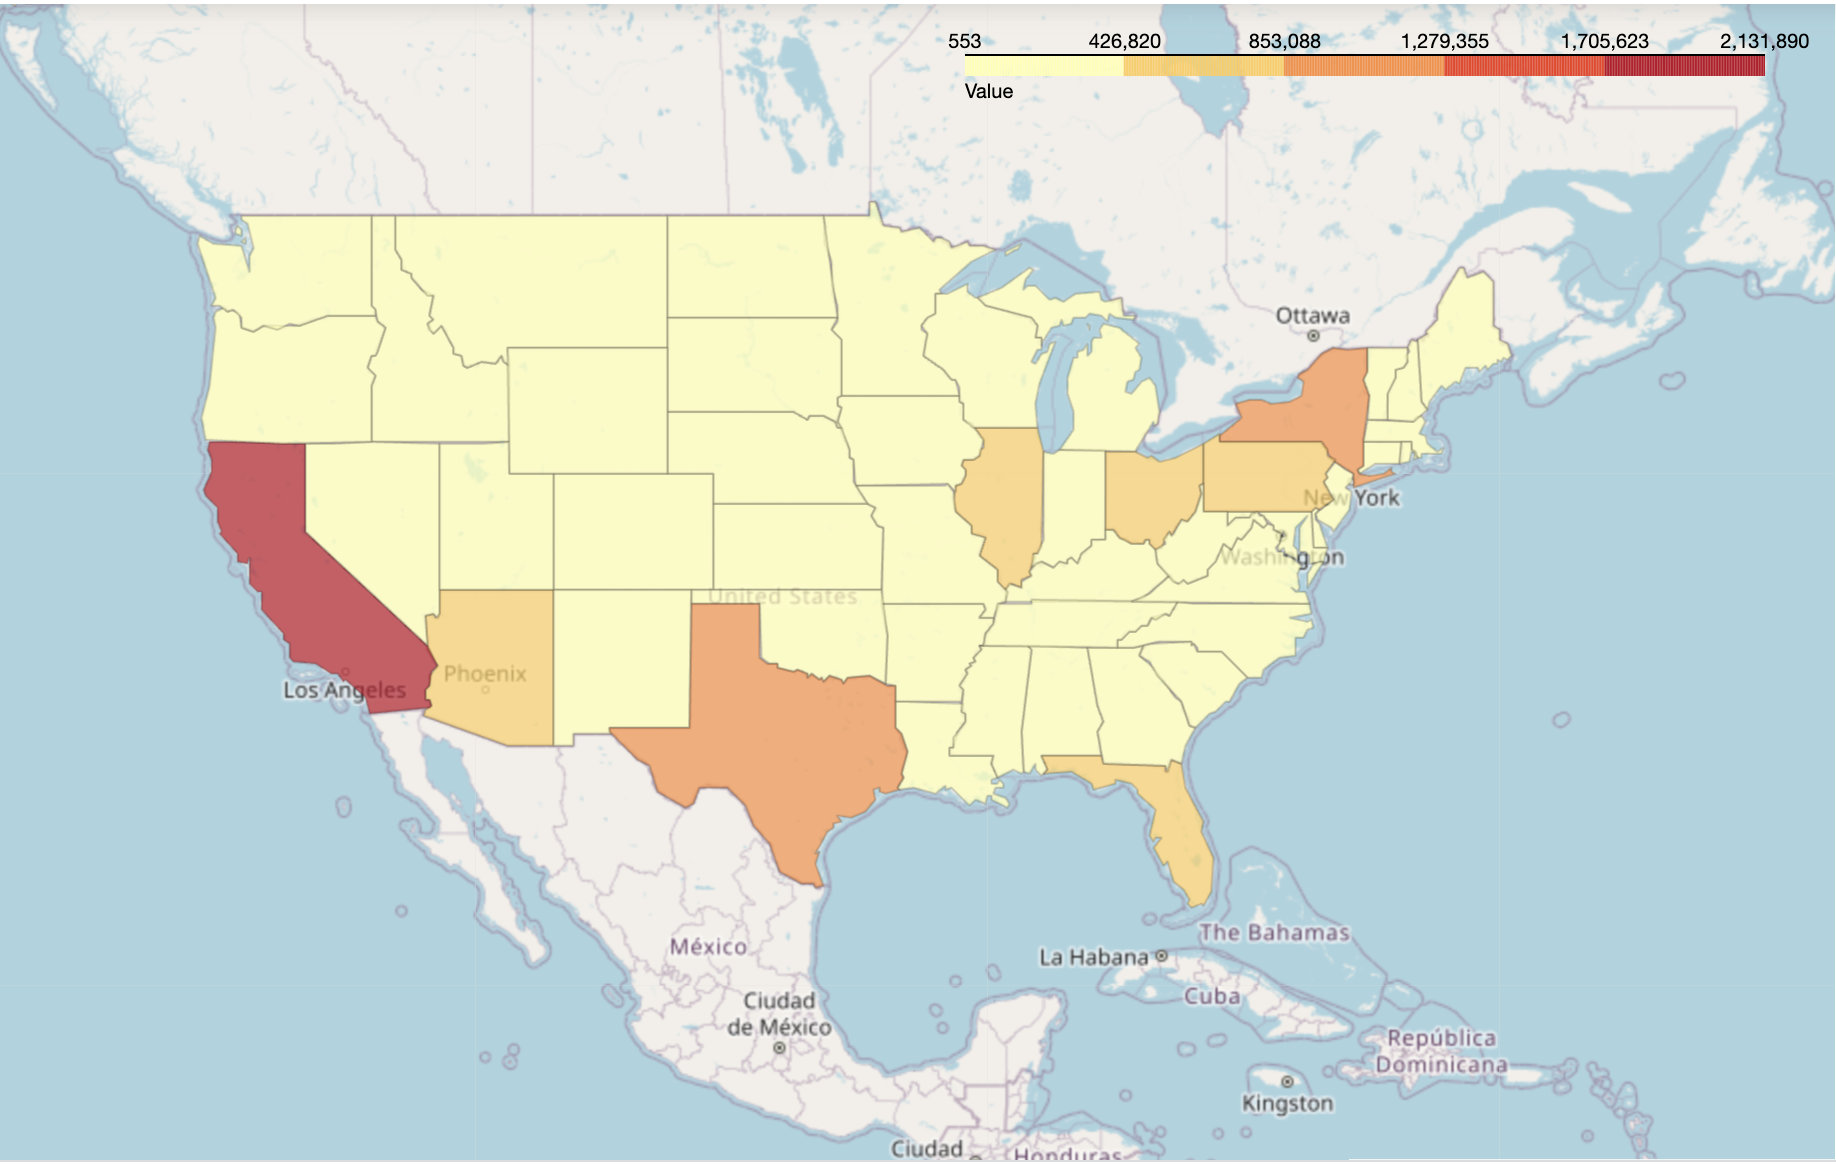 553 426,820 853,088 1,279,355 1,705,623 2,131,890
Value
Ottawa
New York
Washington
United States
Phoenix
Los Angeles
México
The Bahamas
La Habana
Cuba
Ciudad
de México
República
Dominicana
Kingston
Ciudad
Honduras